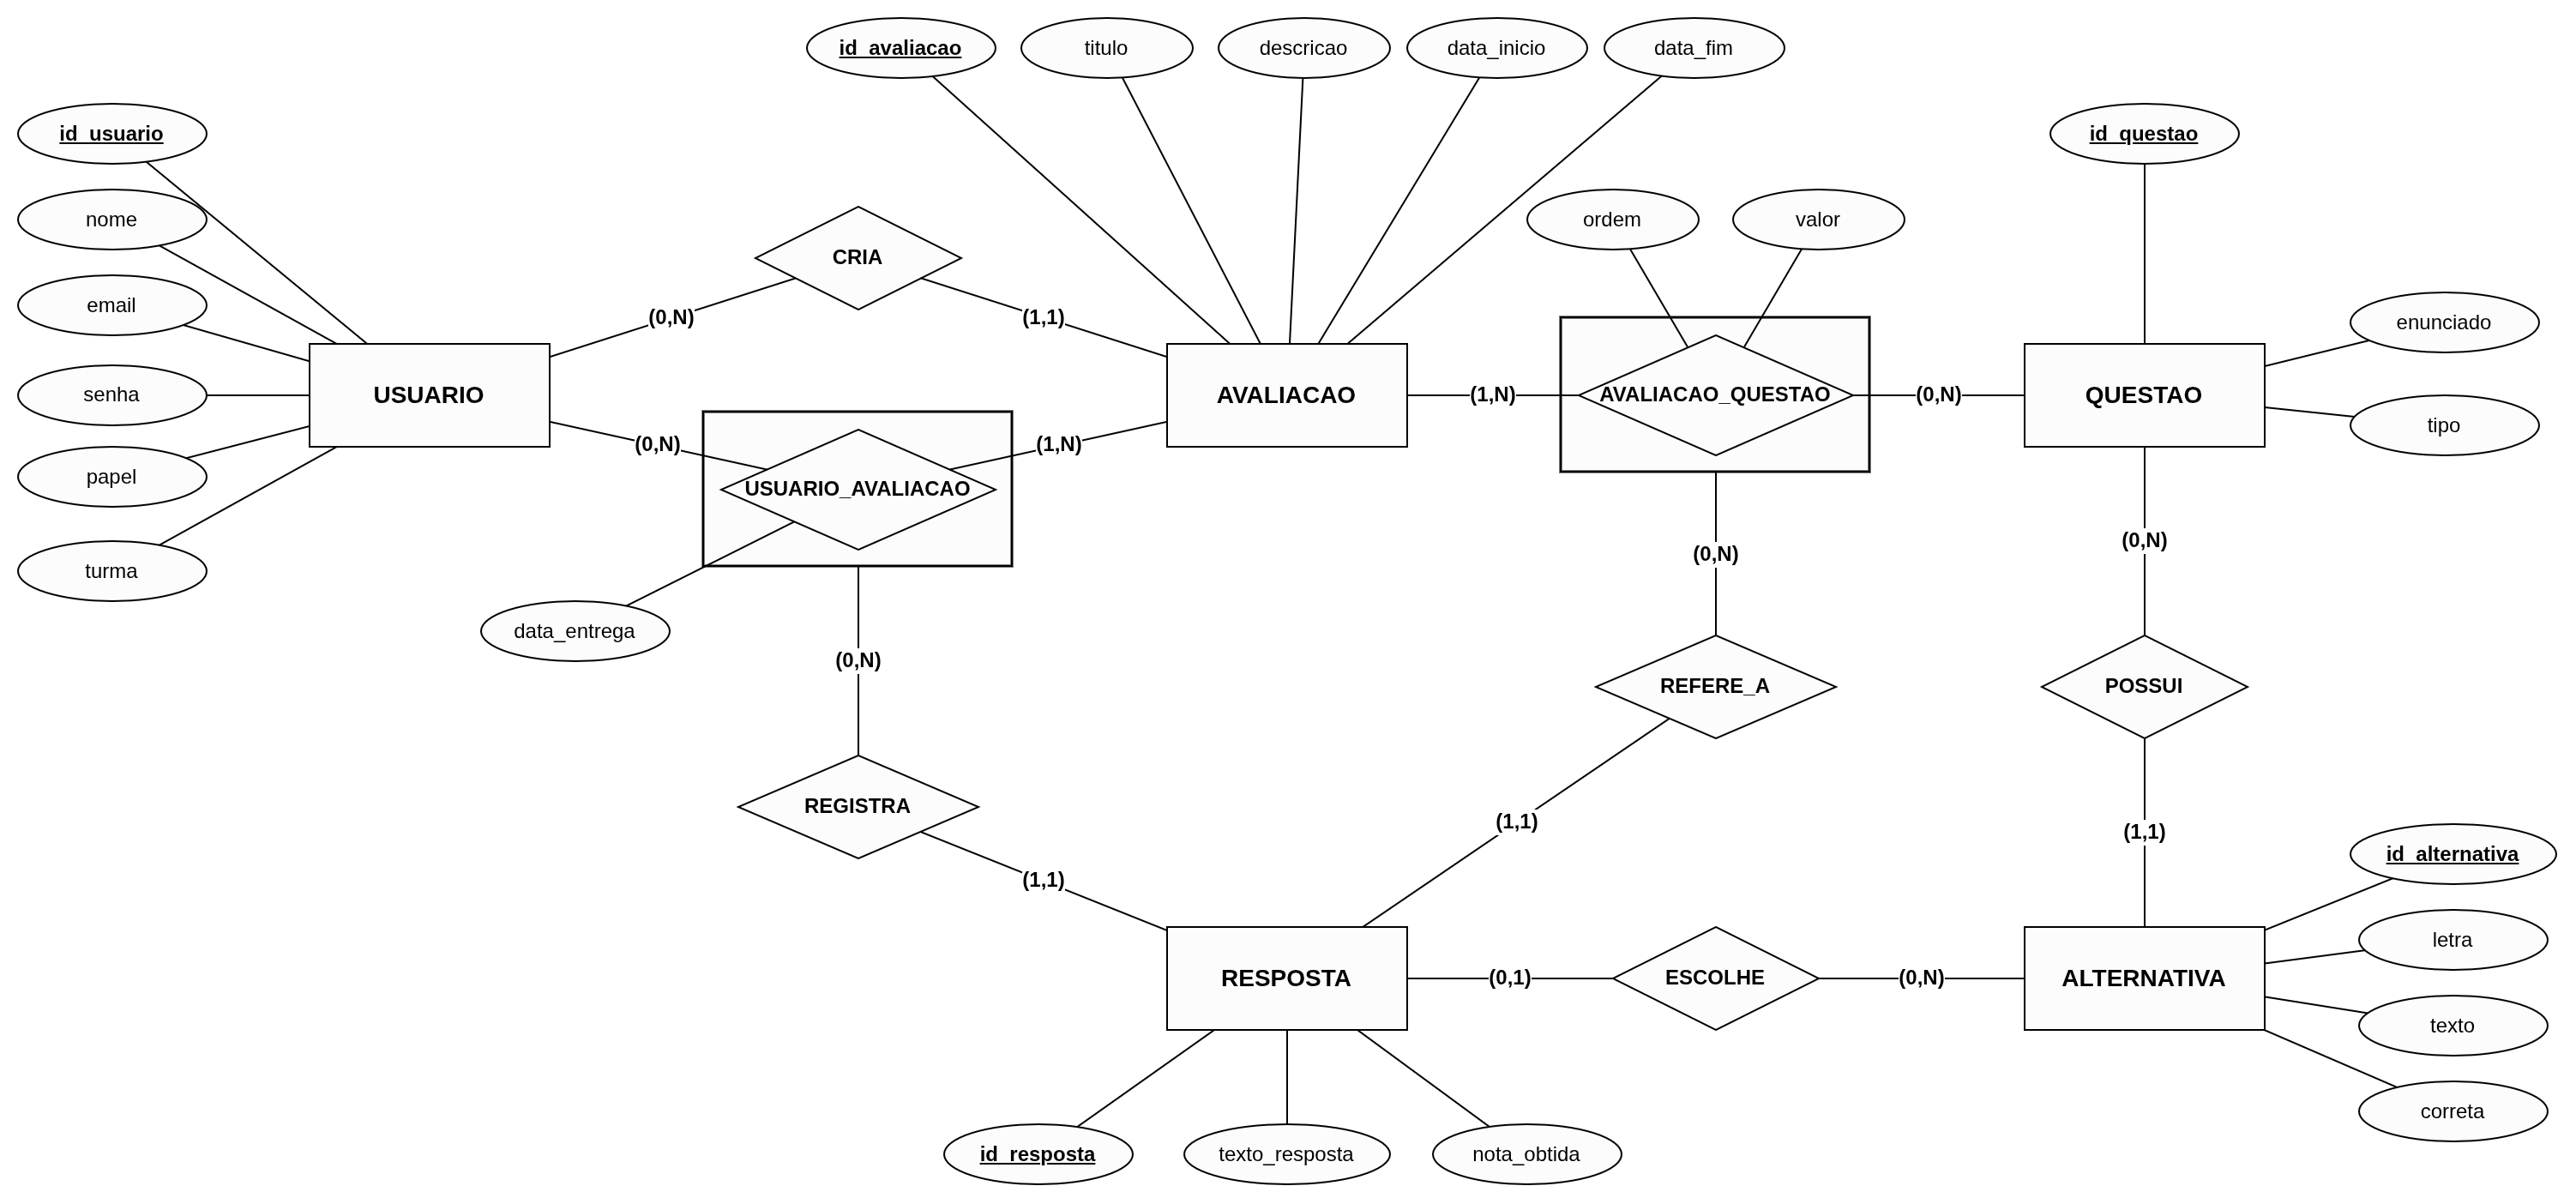 id_avaliacao
titulo
descricao
data_inicio
data_fim
id_usuario
id_questao
nome
ordem
valor
CRIA
email
(0,N)
(1,1)
enunciado
senha
USUARIO
AVALIACAO
(1,N)
AVALIACAO_QUESTAO
(0,N)
QUESTAO
tipo
(0,N)
(1,N)
papel
USUARIO_AVALIACAO
(0,N)
(0,N)
turma
data_entrega
(0,N)
REFERE_A
POSSUI
REGISTRA
(1,1)
(1,1)
id_alternativa
(1,1)
letra
RESPOSTA
(0,1)
ESCOLHE
(0,N)
ALTERNATIVA
texto
correta
id_resposta
texto_resposta
nota_obtida